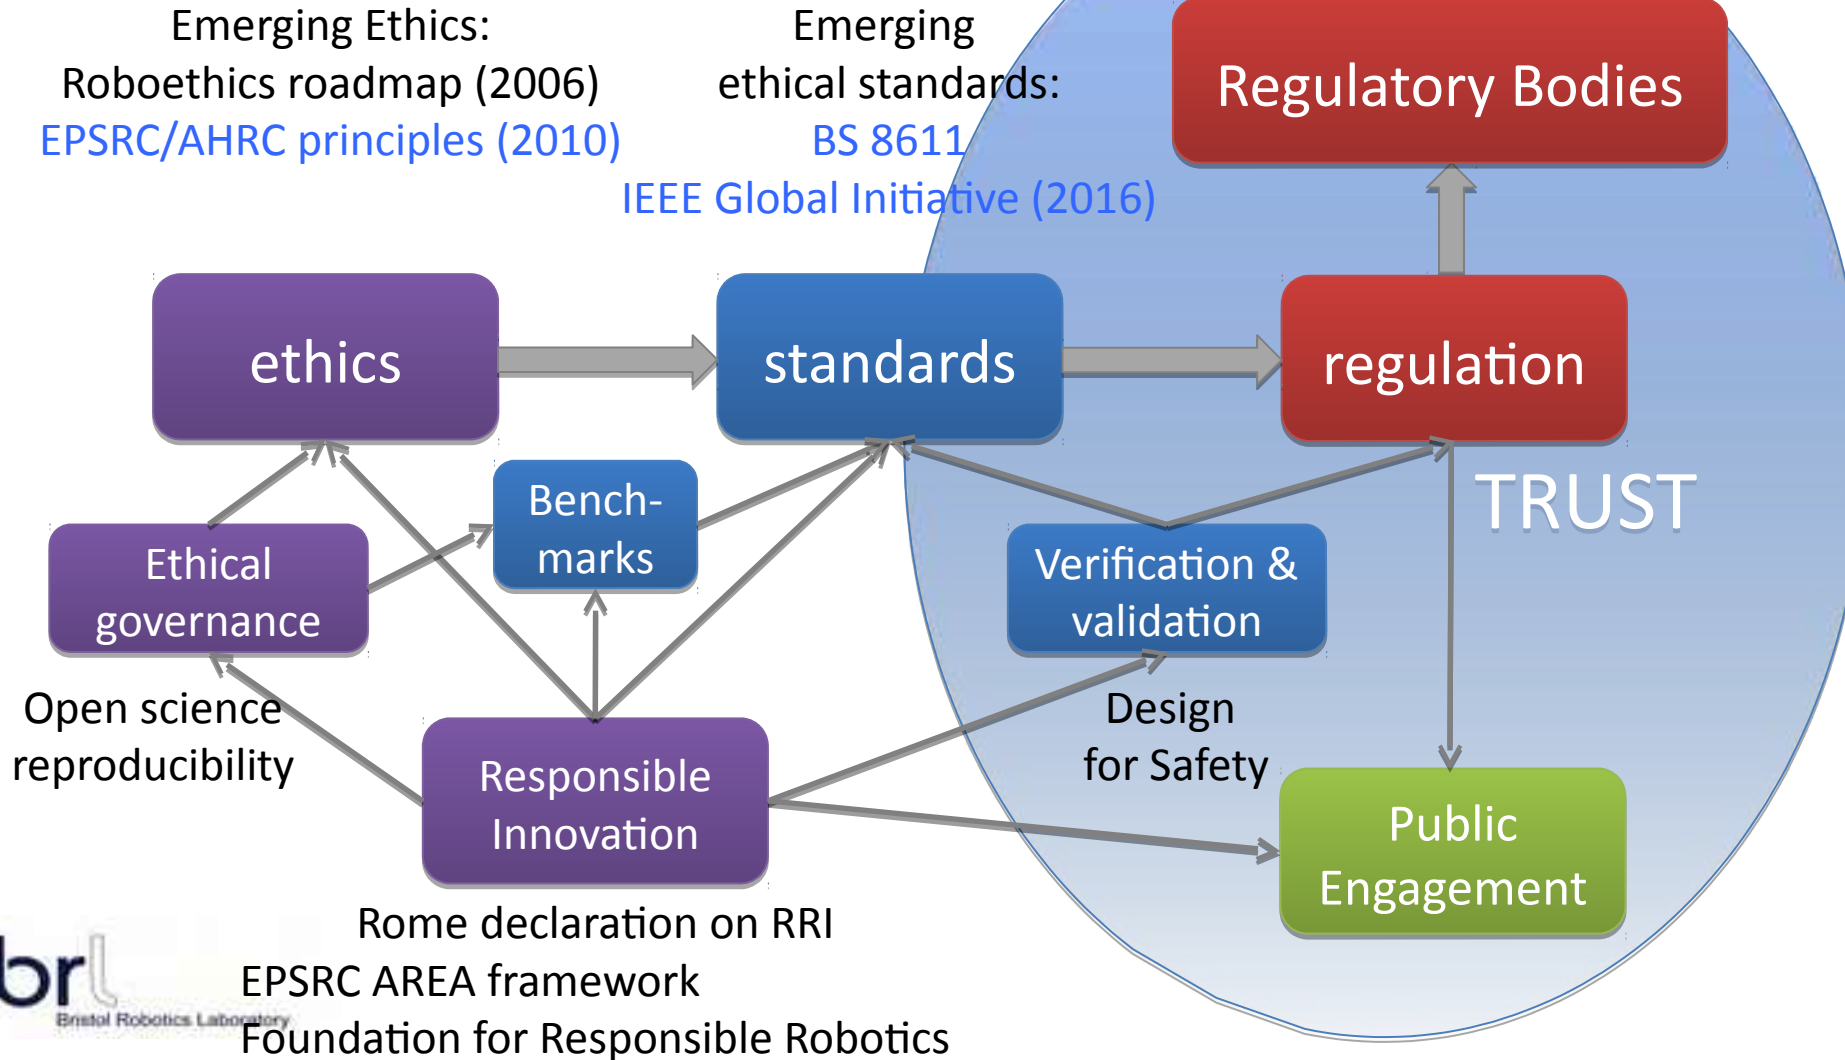 Emerging Ethics:
Roboethics roadmap (2006)
EPSRC/AHRC principles (2010)
Emerging
ethical standards:
BS 8611
IEEE Global Initiative (2016)
Regulatory Bodies
ethics
standards
regulation
TRUST
Bench-
marks
Ethical
governance
Verification &
validation
Open science
reproducibility
Design
for Safety
Responsible
Innovation
Public
Engagement
Rome declaration on RRI
EPSRC AREA framework
Foundation for Responsible Robotics
brl
Bristol Robotics Laboratory